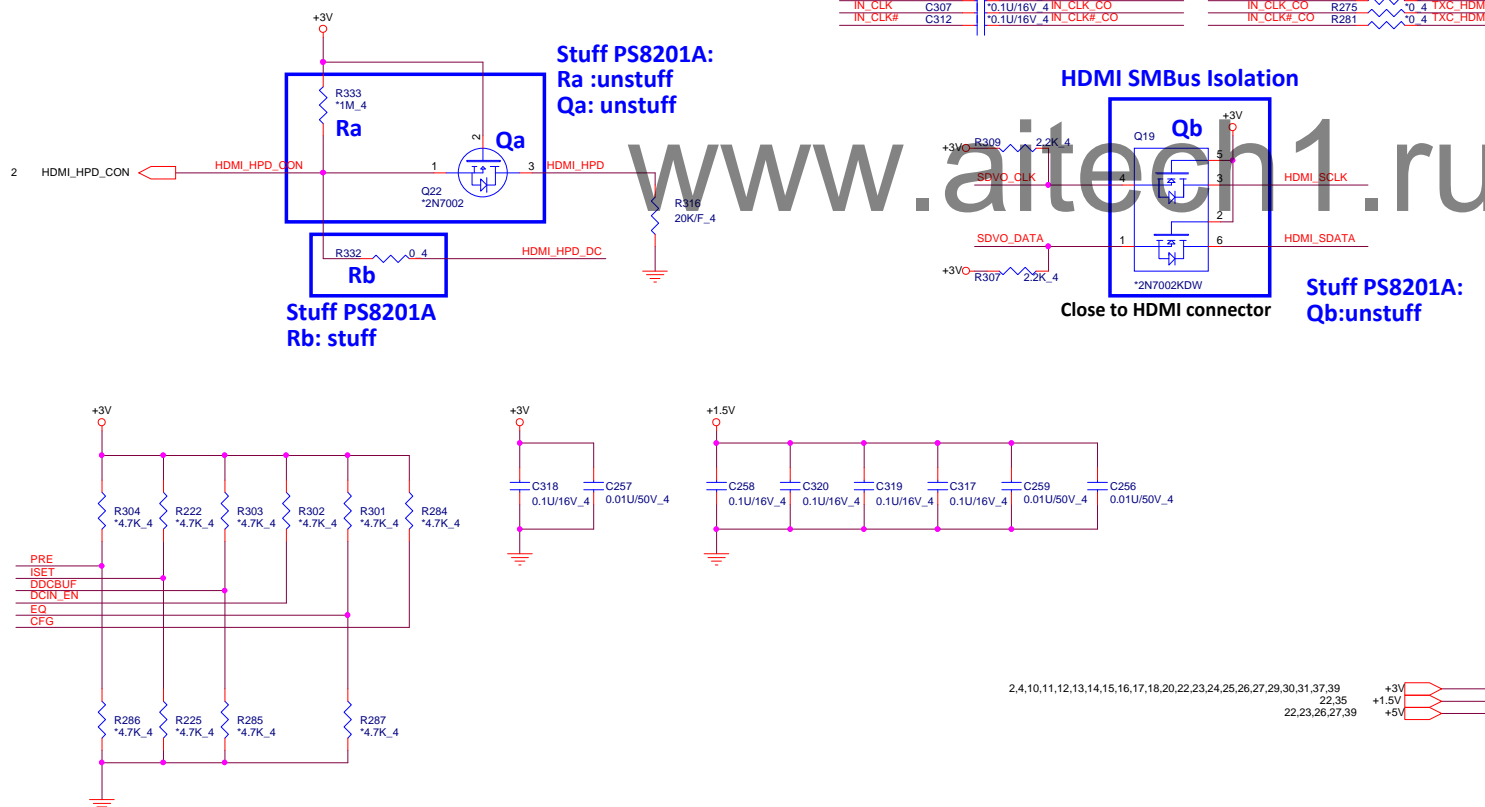 IN_CLK C307 *0.1U/16V_4 IN_CLK_CO
IN_CLK# C312 *0.1U/16V_4 IN_CLK#_CO
IN_CLK_CO R275 *0_4 TXC_HDM
IN_CLK#_CO R281 *0_4 TXC_HDM
+3V
Stuff PS8201A:
Ra :unstuff
Qa: unstuff
R333
*1M_4
Ra
Qa
2
1
3
2 HDMI_HPD_CON
HDMI_HPD_CON
HDMI_HPD
Q22
*2N7002
R316
20K/F_4
R332 0_4
Rb
HDMI_HPD_DC
Stuff PS8201A
Rb: stuff
HDMI SMBus Isolation
Q19
Qb
+3V
+3V
R309 2.2K_4
5
SDVO_CLK
4
3
HDMI_SCLK
2
SDVO_DATA
1
6
HDMI_SDATA
+3V
R307 2.2K_4
*2N7002KDW
Close to HDMI connector
Stuff PS8201A:
Qb:unstuff
www.aitech1.ru
+3V
R304
*4.7K_4
R222
*4.7K_4
R303
*4.7K_4
R302
*4.7K_4
R301
*4.7K_4
R284
*4.7K_4
PRE
ISET
DDCBUF
DCIN_EN
EQ
CFG
R286
*4.7K_4
R225
*4.7K_4
R285
*4.7K_4
R287
*4.7K_4
+3V
C318
0.1U/16V_4
C257
0.01U/50V_4
+1.5V
C258
0.1U/16V_4
C320
0.1U/16V_4
C319
0.1U/16V_4
C317
0.1U/16V_4
C259
0.01U/50V_4
C256
0.01U/50V_4
2,4,10,11,12,13,14,15,16,17,18,20,22,23,24,25,26,27,29,30,31,37,39 +3V
22,35 +1.5V
22,23,26,27,39 +5V